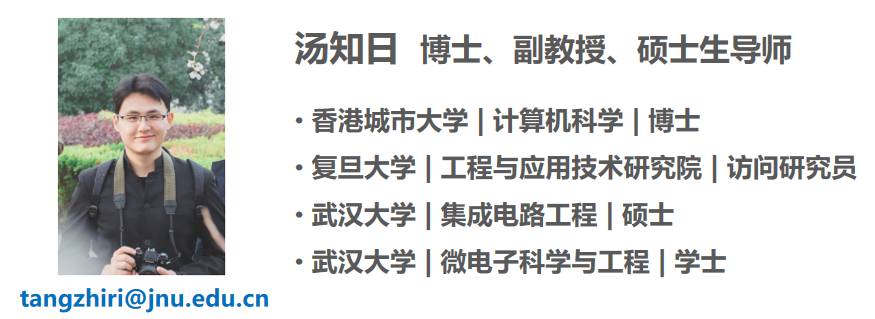 汤知日 博士、副教授、硕士生导师
· 香港城市大学 | 计算机科学 | 博士
· 复旦大学 | 工程与应用技术研究院 | 访问研究员
· 武汉大学 | 集成电路工程 | 硕士
· 武汉大学 | 微电子科学与工程 | 学士
tangzhiri@jnu.edu.cn